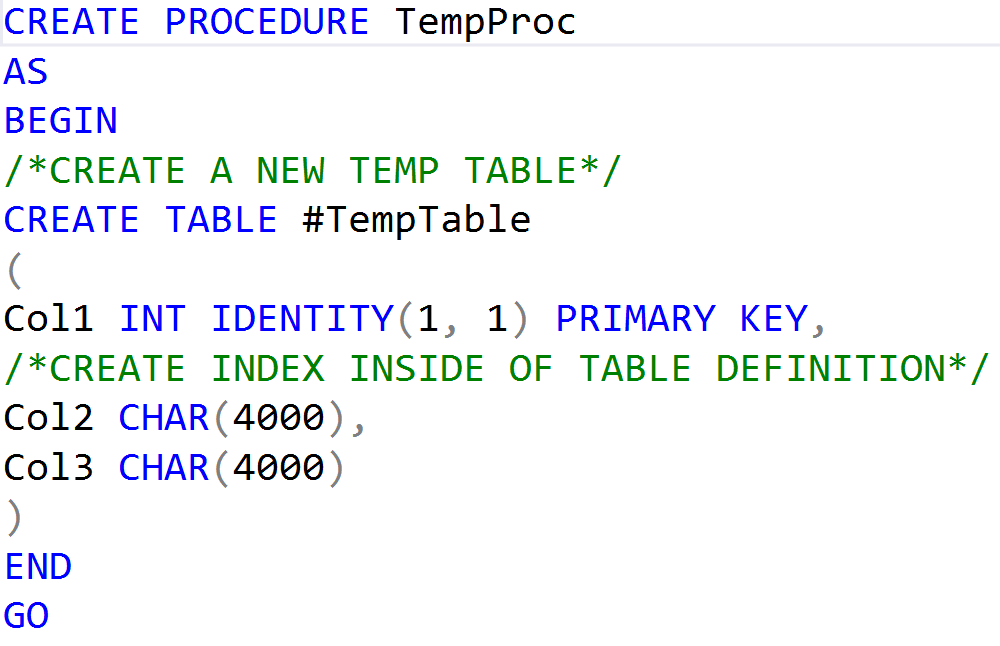 CREATE PROCEDURE TempProc
AS
BEGIN
/*CREATE A NEW TEMP TABLE*/
CREATE TABLE #TempTable
(
Col1 INT IDENTITY(1, 1) PRIMARY KEY,
/*CREATE INDEX INSIDE OF TABLE DEFINITION*/
Col2 CHAR(4000),
Col3 CHAR(4000)
)
END
GO